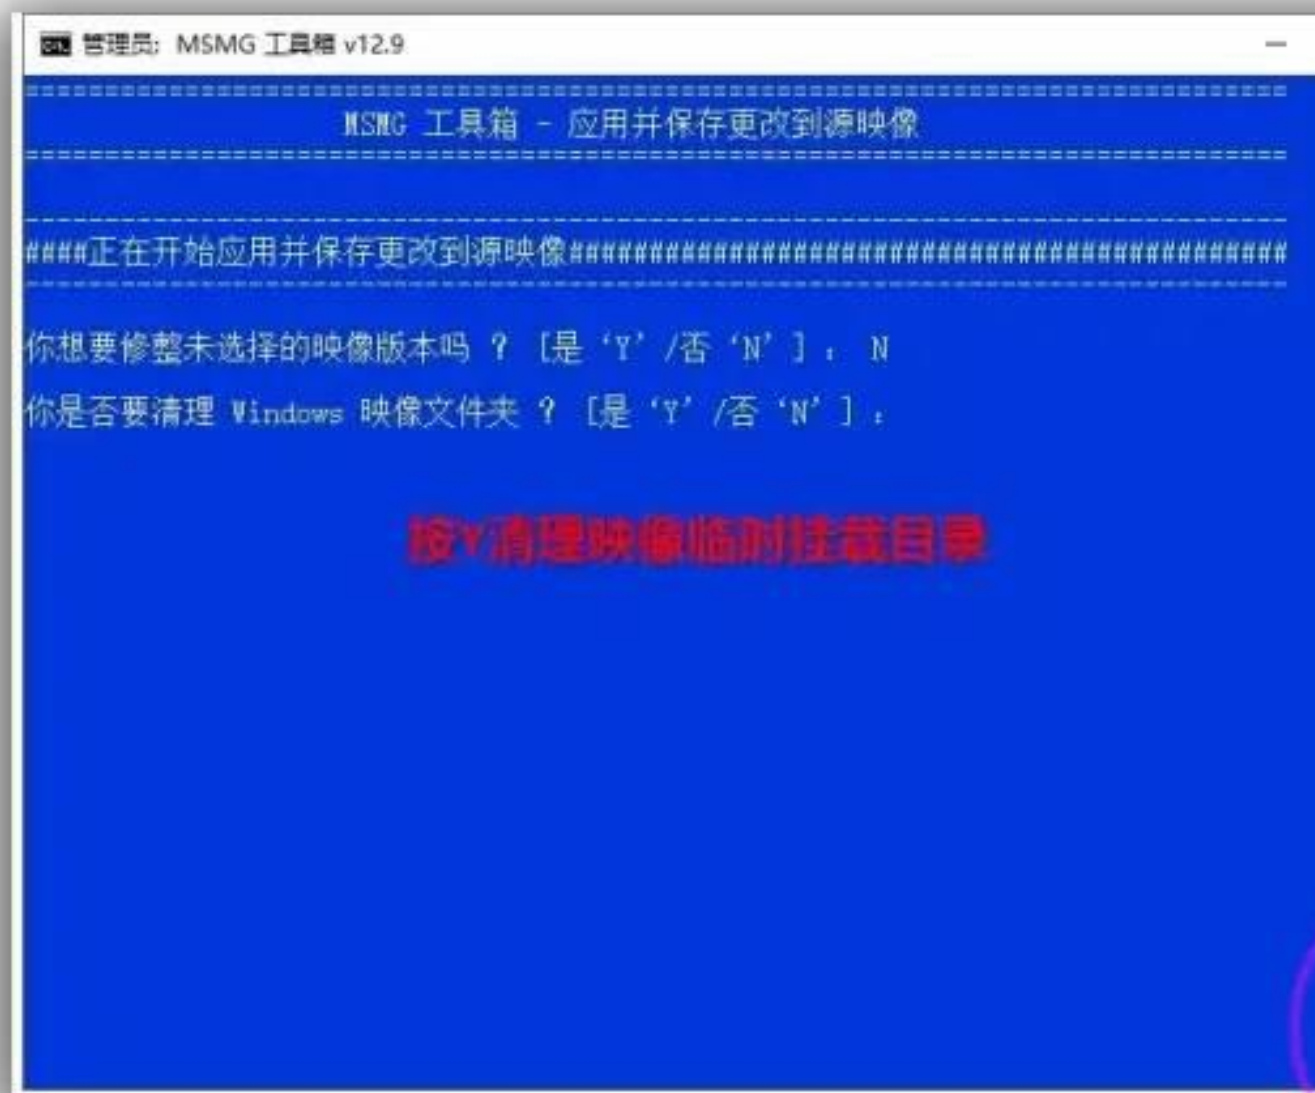 管理员: MSMG 工具箱 v12.9
===============================================================================
MSMG 工具箱 - 应用并保存更改到源映像
===============================================================================
-------------------------------------------------------------------------------
####正在开始应用并保存更改到源映像#############################################
-------------------------------------------------------------------------------
你想要修整未选择的映像版本吗 ? [是‘Y’/否‘N’] : N
你是否要清理 Windows 映像文件夹 ? [是‘Y’/否‘N’] :
按Y清理映像临时挂载目录